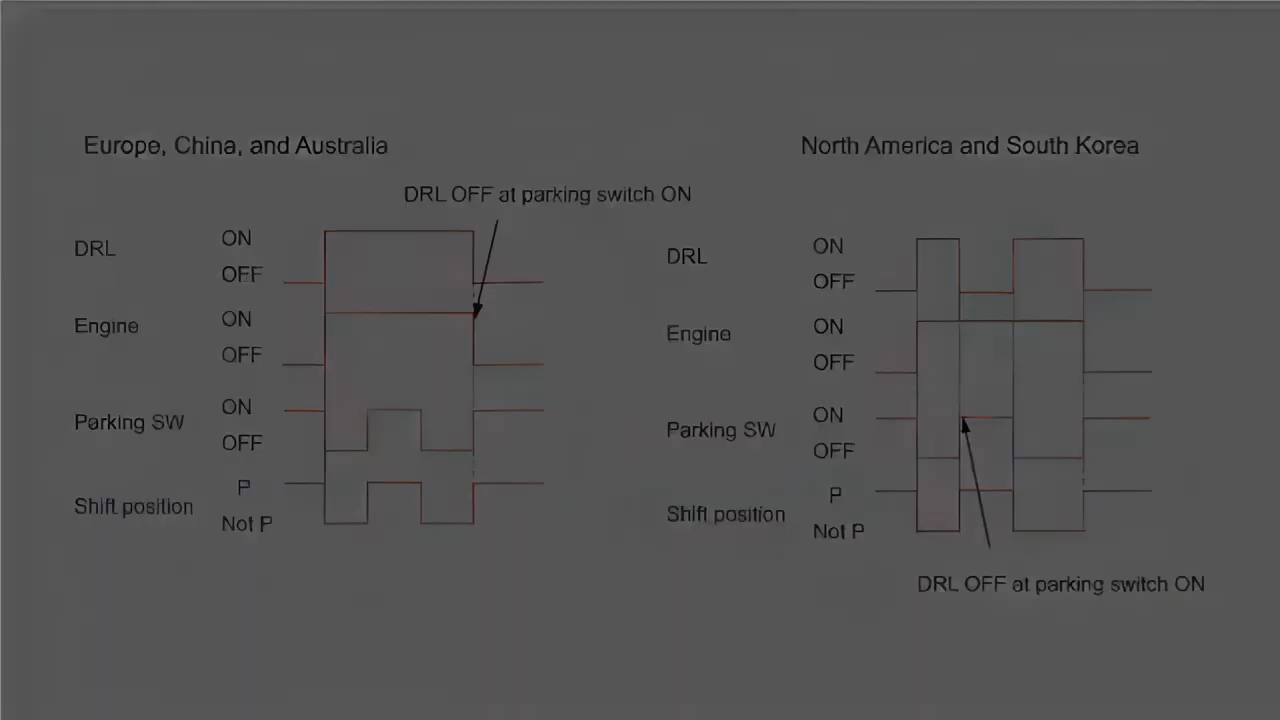 Europe, China, and Australia
DRL OFF at parking switch ON
DRL
ON
OFF
Engine
ON
OFF
Parking SW
ON
OFF
Shift position
P
Not P
North America and South Korea
DRL
ON
OFF
Engine
ON
OFF
Parking SW
ON
OFF
Shift position
P
Not P
DRL OFF at parking switch ON